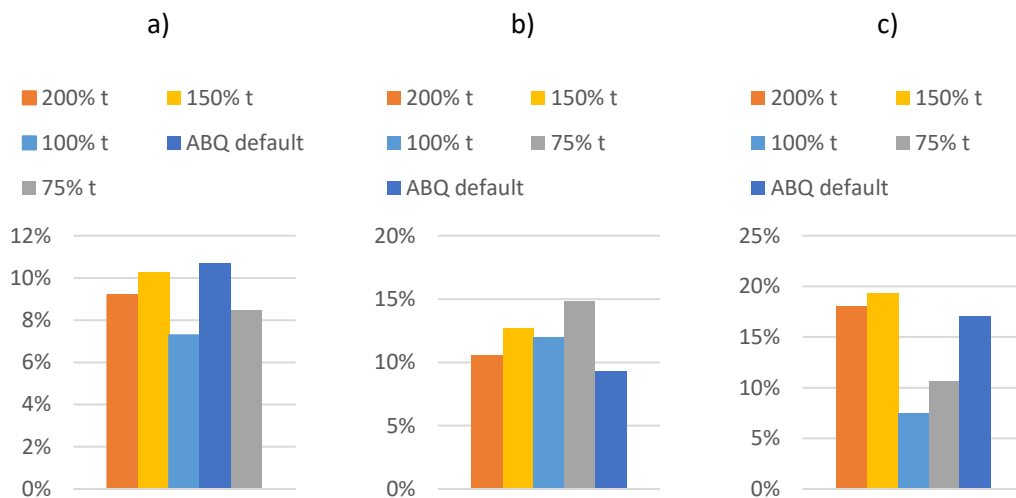 a)
200% t
150% t
100% t
ABQ default
75% t
12%
10%
8%
6%
4%
2%
0%
b)
200% t
150% t
100% t
75% t
ABQ default
20%
15%
10%
5%
0%
c)
200% t
150% t
100% t
75% t
ABQ default
25%
20%
15%
10%
5%
0%